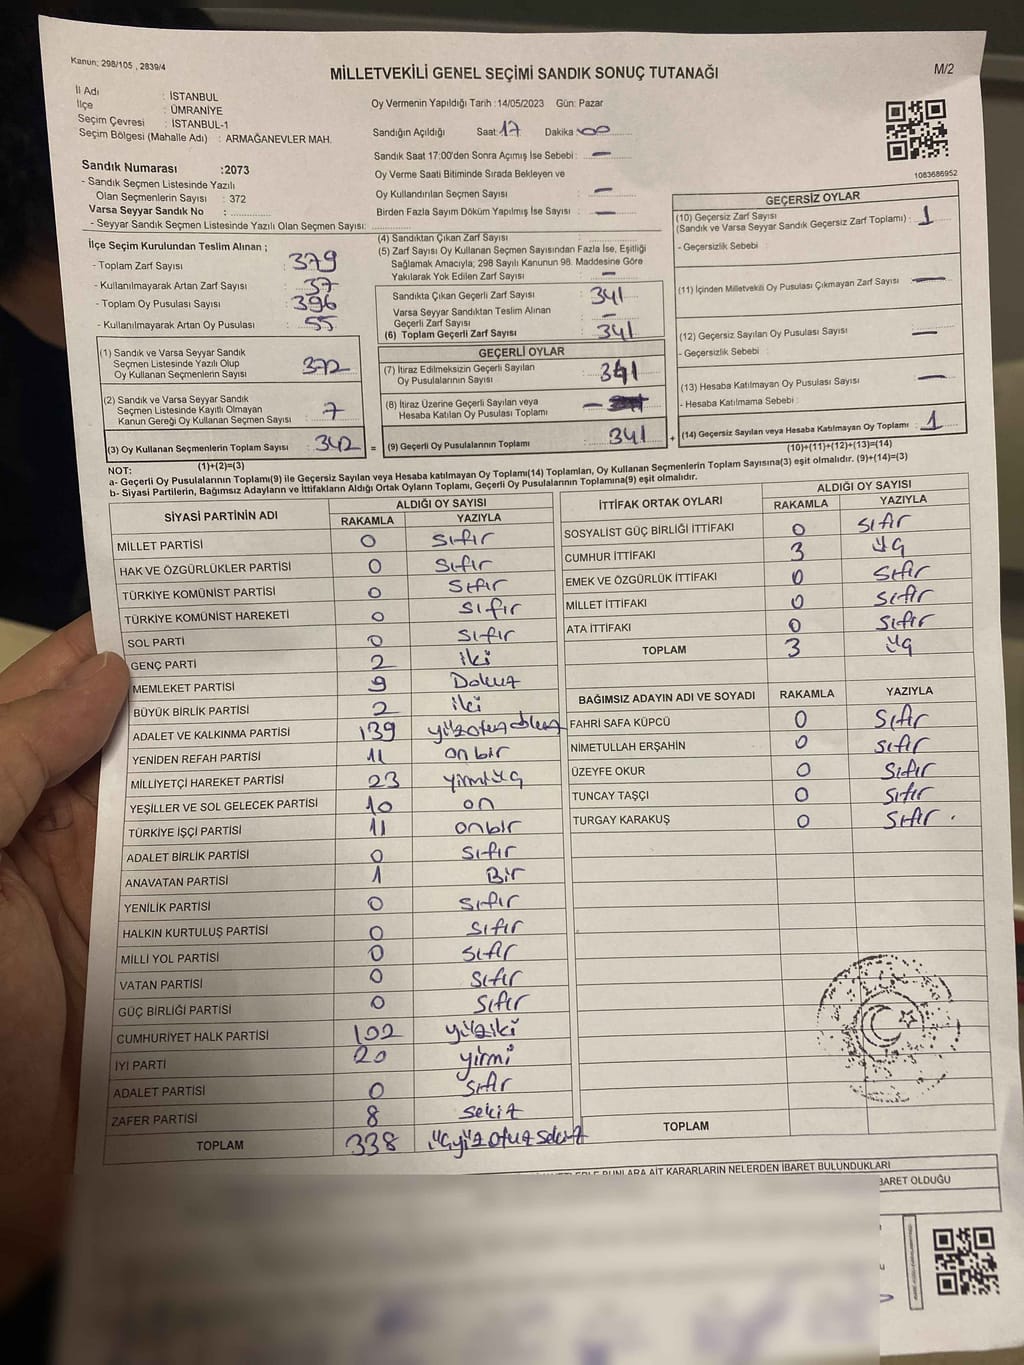 Kanun: 298/105 , 2839/4
MİLLETVEKİLİ GENEL SEÇİMİ SANDIK SONUÇ TUTANAĞI
M/2
İl Adı : İSTANBUL
İlçe : ÜMRANİYE
Seçim Çevresi : İSTANBUL-1
Seçim Bölgesi (Mahalle Adı) : ARMAĞANEVLER MAH.
Sandık Numarası :2073
- Sandık Seçmen Listesinde Yazılı
Olan Seçmenlerin Sayısı : 372
Varsa Seyyar Sandık No :
- Seyyar Sandık Seçmen Listesinde Yazılı Olan Seçmen Sayısı:
Oy Vermenin Yapıldığı Tarih :14/05/2023 Gün: Pazar
Sandığın Açıldığı Saat 17 Dakika 00
Sandık Saat 17:00'den Sonra Açımış İse Sebebi : —
Oy Verme Saati Bitiminde Sırada Bekleyen ve
Oy Kullandırılan Seçmen Sayısı : —
Birden Fazla Sayım Döküm Yapılmış İse Sayısı : —
1083686952
İlçe Seçim Kurulundan Teslim Alınan ;
- Toplam Zarf Sayısı : 379
- Kullanılmayarak Artan Zarf Sayısı : 37
- Toplam Oy Pusulası Sayısı : 396
- Kullanılmayarak Artan Oy Pusulası : 55
(1) Sandık ve Varsa Seyyar Sandık
Seçmen Listesinde Yazılı Olup
Oy Kullanan Seçmenlerin Sayısı : 372
(2) Sandık ve Varsa Seyyar Sandık
Seçmen Listesinde Kayıtlı Olmayan
Kanun Gereği Oy Kullanan Seçmen Sayısı : 7
(3) Oy Kullanan Seçmenlerin Toplam Sayısı : 342 =
(1)+(2)=(3)
(4) Sandıktan Çıkan Zarf Sayısı :
(5) Zarf Sayısı Oy Kullanan Seçmen Sayısından Fazla İse, Eşitliği
Sağlamak Amacıyla; 298 Sayılı Kanunun 98. Maddesine Göre
Yakılarak Yok Edilen Zarf Sayısı : —
Sandıkta Çıkan Geçerli Zarf Sayısı : 341
Varsa Seyyar Sandıktan Teslim Alınan
Geçerli Zarf Sayısı : —
(6) Toplam Geçerli Zarf Sayısı : 341
GEÇERLİ OYLAR
(7) İtiraz Edilmeksizin Geçerli Sayılan
Oy Pusulalarının Sayısı : 341
(8) İtiraz Üzerine Geçerli Sayılan veya
Hesaba Katılan Oy Pusulası Toplamı : —
(9) Geçerli Oy Pusulalarının Toplamı : 341 +
GEÇERSİZ OYLAR
(10) Geçersiz Zarf Sayısı
(Sandık ve Varsa Seyyar Sandık Geçersiz Zarf Toplamı) : 1
- Geçersizlik Sebebi :
(11) İçinden Milletvekili Oy Pusulası Çıkmayan Zarf Sayısı : —
(12) Geçersiz Sayılan Oy Pusulası Sayısı : —
- Geçersizlik Sebebi :
(13) Hesaba Katılmayan Oy Pusulası Sayısı : —
- Hesaba Katılmama Sebebi :
(14) Geçersiz Sayılan veya Hesaba Katılmayan Oy Toplamı : 1
(10)+(11)+(12)+(13)=(14)
NOT:
a- Geçerli Oy Pusulalarının Toplamı(9) ile Geçersiz Sayılan veya Hesaba katılmayan Oy Toplamı(14) Toplamları, Oy Kullanan Seçmenlerin Toplam Sayısına(3) eşit olmalıdır. (9)+(14)=(3)
b- Siyasi Partilerin, Bağımsız Adayların ve İttifakların Aldığı Ortak Oyların Toplamı, Geçerli Oy Pusulalarının Toplamına(9) eşit olmalıdır.
SİYASİ PARTİNİN ADI ALDIĞI OY SAYISI
RAKAMLA YAZIYLA
MİLLET PARTİSİ 0 sıfır
HAK VE ÖZGÜRLÜKLER PARTİSİ 0 sıfır
TÜRKİYE KOMÜNİST PARTİSİ 0 sıfır
TÜRKİYE KOMÜNİST HAREKETİ 0 sıfır
SOL PARTİ 0 sıfır
GENÇ PARTİ 2 iki
MEMLEKET PARTİSİ 9 Dokuz
BÜYÜK BİRLİK PARTİSİ 2 iki
ADALET VE KALKINMA PARTİSİ 139 yüzotuzdokuz
YENİDEN REFAH PARTİSİ 11 onbir
MİLLİYETÇİ HAREKET PARTİSİ 23 yirmiüç
YEŞİLLER VE SOL GELECEK PARTİSİ 10 on
TÜRKİYE İŞÇİ PARTİSİ 11 onbir
ADALET BİRLİK PARTİSİ 0 sıfır
ANAVATAN PARTİSİ 1 Bir
YENİLİK PARTİSİ 0 sıfır
HALKIN KURTULUŞ PARTİSİ 0 sıfır
MİLLİ YOL PARTİSİ 0 sıfır
VATAN PARTİSİ 0 sıfır
GÜÇ BİRLİĞİ PARTİSİ 0 sıfır
CUMHURİYET HALK PARTİSİ 102 yüziki
İYİ PARTİ 20 yirmi
ADALET PARTİSİ 0 sıfır
ZAFER PARTİSİ 8 sekiz
TOPLAM 338 üçyüzotuzsekiz
İTTİFAK ORTAK OYLARI ALDIĞI OY SAYISI
RAKAMLA YAZIYLA
SOSYALİST GÜÇ BİRLİĞİ İTTİFAKI 0 sıfır
CUMHUR İTTİFAKI 3 üç
EMEK VE ÖZGÜRLÜK İTTİFAKI 0 sıfır
MİLLET İTTİFAKI 0 sıfır
ATA İTTİFAKI 0 sıfır
TOPLAM 3 üç
BAĞIMSIZ ADAYIN ADI VE SOYADI RAKAMLA YAZIYLA
FAHRİ SAFA KÜPCÜ 0 sıfır
NİMETULLAH ERŞAHİN 0 sıfır
ÜZEYFE OKUR 0 sıfır
TUNCAY TAŞÇI 0 sıfır
TURGAY KARAKUŞ 0 sıfır
TOPLAM
BUNLARA AİT KARARLARIN NELERDEN İBARET BULUNDUKLARI
BARET OLDUĞU